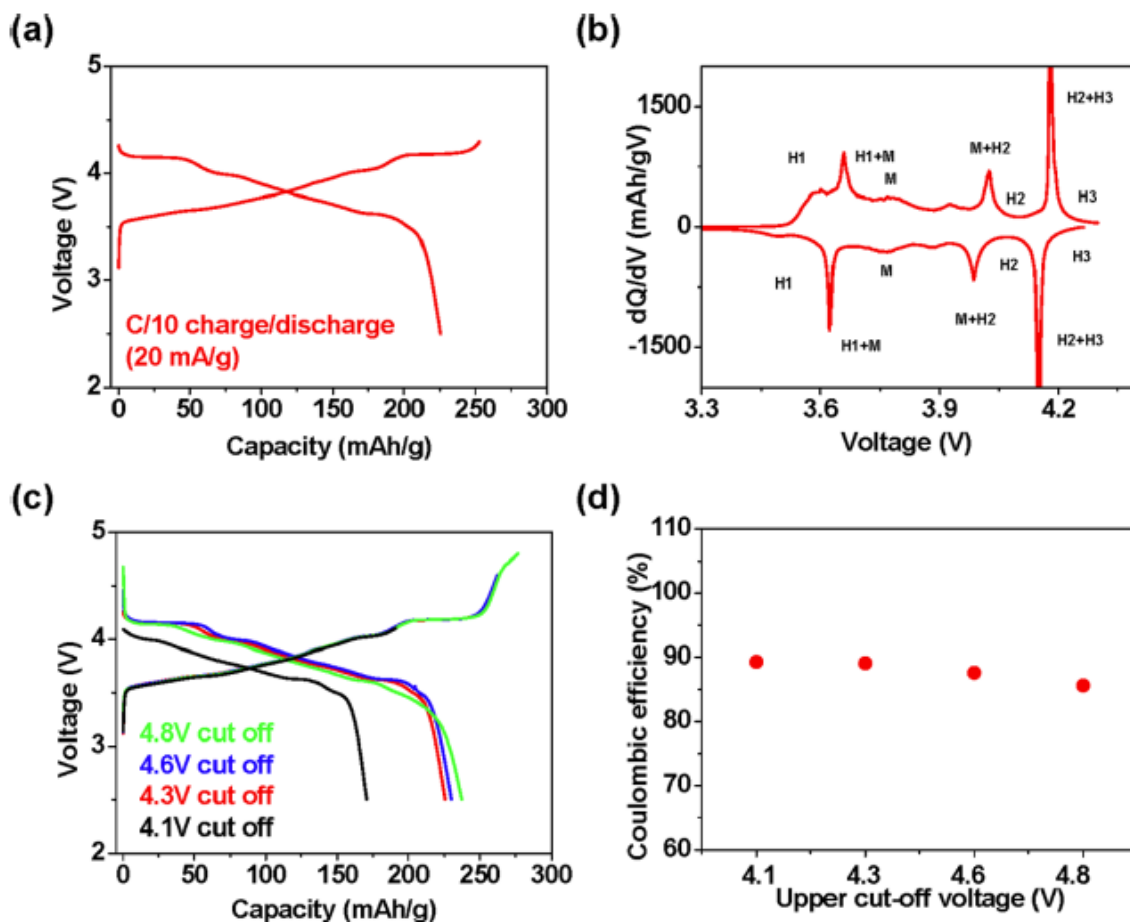 (a)
5
4
3
2
Voltage (V)
C/10 charge/discharge
(20 mA/g)
0 50 100 150 200 250 300
Capacity (mAh/g)
(b)
1500
0
-1500
dQ/dV (mAh/gV)
H1
H1+M
M
M+H2
H2
H2+H3
H3
H1
H1+M
M
M+H2
H2
H2+H3
H3
3.3 3.6 3.9 4.2
Voltage (V)
(c)
5
4
3
2
Voltage (V)
4.8V cut off
4.6V cut off
4.3V cut off
4.1V cut off
0 50 100 150 200 250 300
Capacity (mAh/g)
(d)
110
100
90
80
70
60
Coulombic efficiency (%)
4.1 4.3 4.6 4.8
Upper cut-off voltage (V)